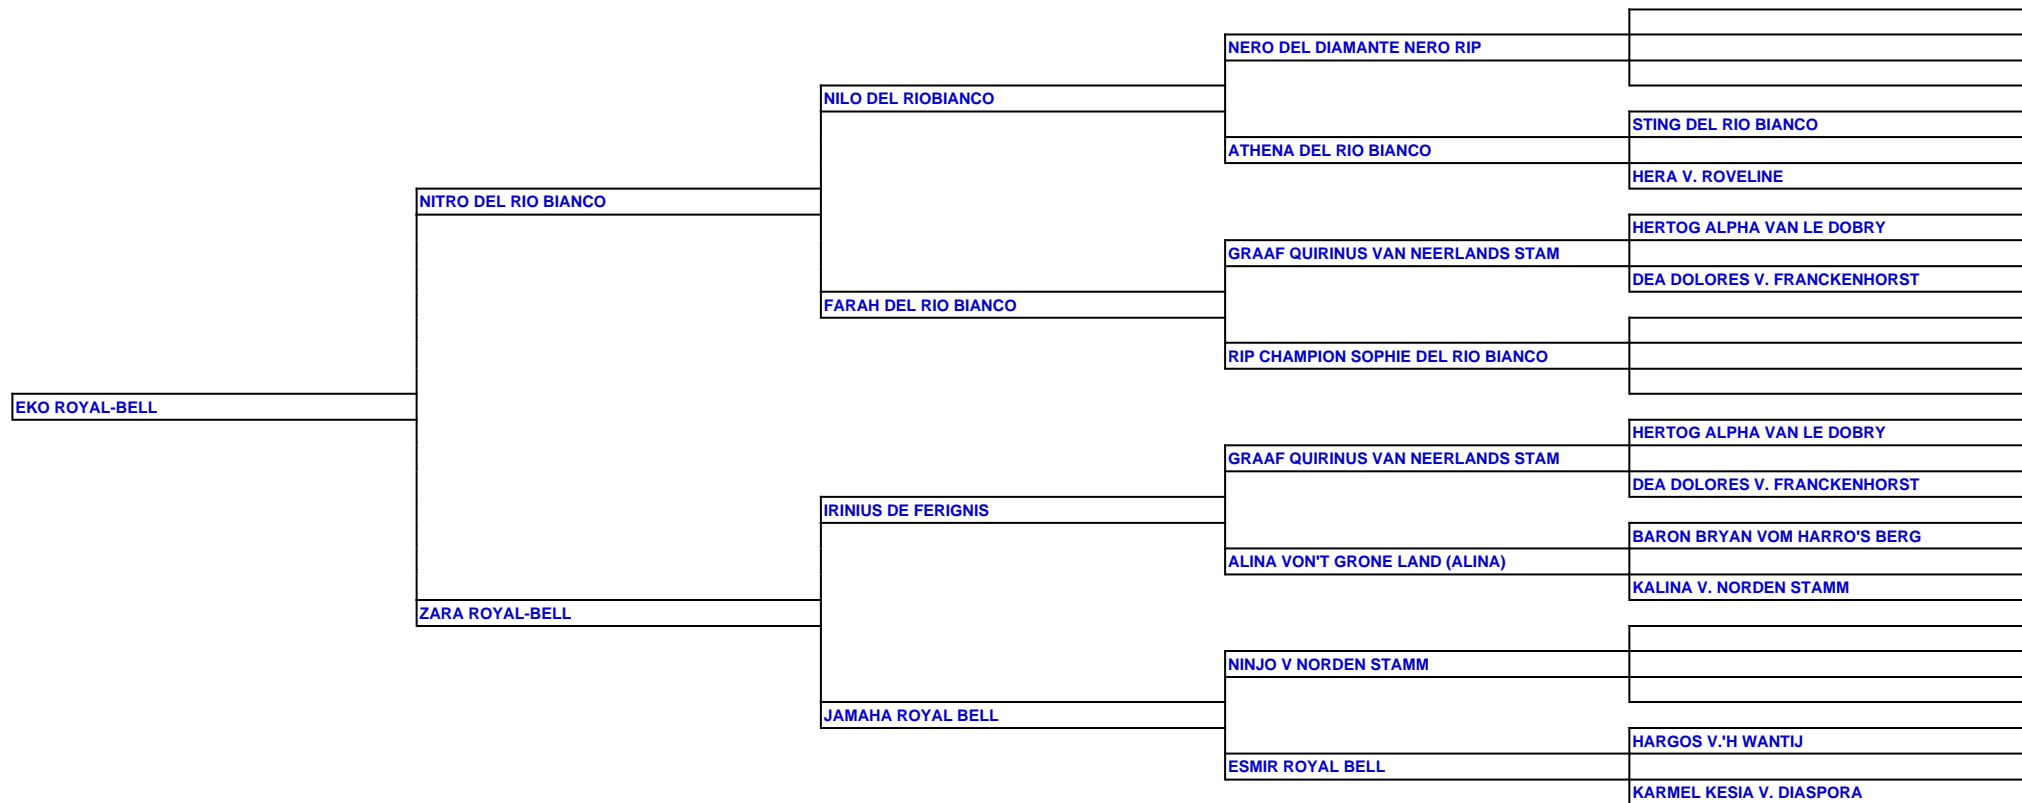 NERO DEL DIAMANTE NERO RIP
NILO DEL RIOBIANCO
STING DEL RIO BIANCO
ATHENA DEL RIO BIANCO
HERA V. ROVELINE
NITRO DEL RIO BIANCO
HERTOG ALPHA VAN LE DOBRY
GRAAF QUIRINUS VAN NEERLANDS STAM
DEA DOLORES V. FRANCKENHORST
FARAH DEL RIO BIANCO
RIP CHAMPION SOPHIE DEL RIO BIANCO
EKO ROYAL-BELL
HERTOG ALPHA VAN LE DOBRY
GRAAF QUIRINUS VAN NEERLANDS STAM
DEA DOLORES V. FRANCKENHORST
IRINIUS DE FERIGNIS
BARON BRYAN VOM HARRO'S BERG
ALINA VON'T GRONE LAND (ALINA)
KALINA V. NORDEN STAMM
ZARA ROYAL-BELL
NINJO V NORDEN STAMM
JAMAHA ROYAL BELL
HARGOS V.'H WANTIJ
ESMIR ROYAL BELL
KARMEL KESIA V. DIASPORA